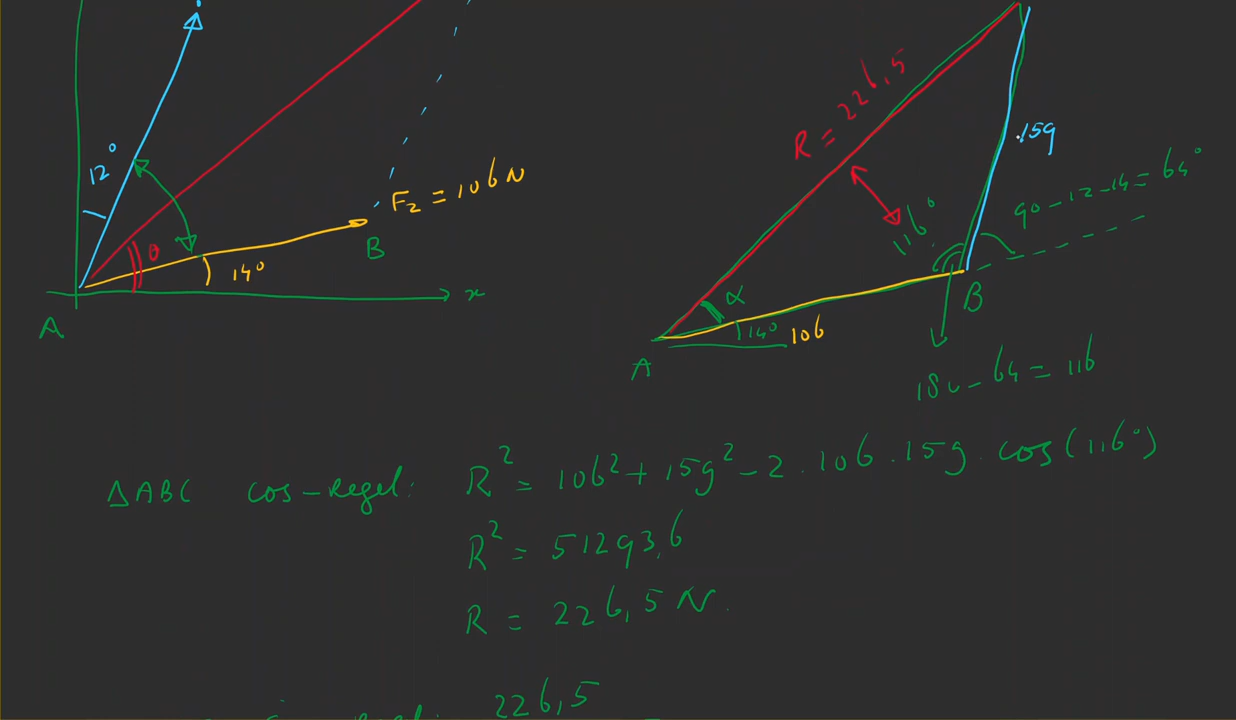 12°
θ
14°
F₂ = 106 N
B
x
A
R = 226,5
159
90-12-14 = 64°
116°
α
14°
106
A
B
180 - 64 = 116
ΔABC cos-regel: R² = 106² + 159² - 2 . 106 . 159 . cos(116°)
R² = 51293,6
R = 226,5 N.
226,5